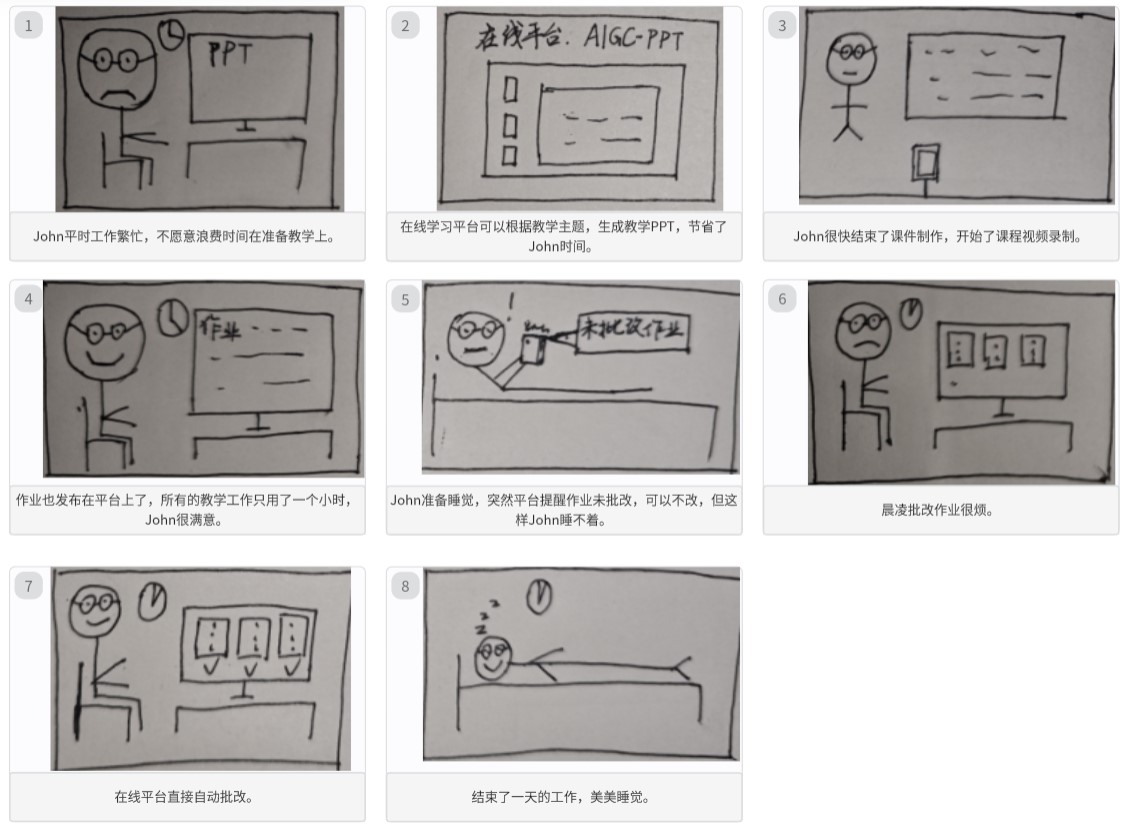 1
PPT
John平时工作繁忙，不愿意浪费时间在准备教学上。
2
在线平台: AIGC-PPT
在线学习平台可以根据教学主题，生成教学PPT，节省了
John时间。
3
John很快结束了课件制作，开始了课程视频录制。
4
作业
作业也发布在平台上了，所有的教学工作只用了一个小时，
John很满意。
5
!
未批改作业
John准备睡觉，突然平台提醒作业未批改，可以不改，但这
样John睡不着。
6
晨凌批改作业很烦。
7
在线平台直接自动批改。
8
z
z
z
结束了一天的工作，美美睡觉。